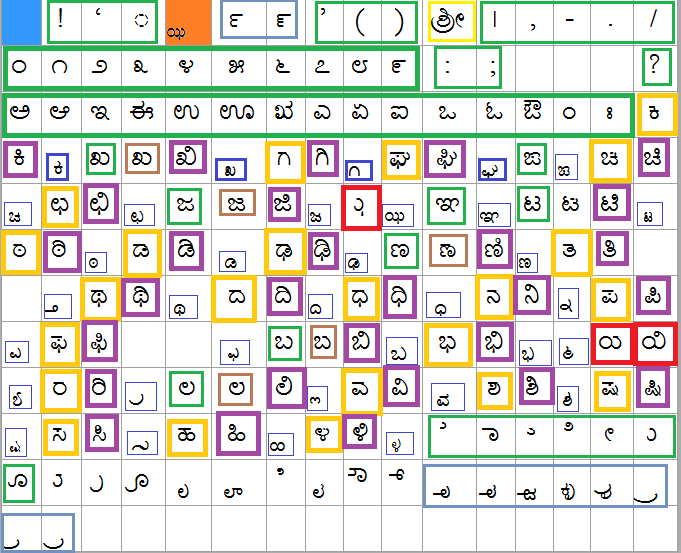 ! ‘ ್ಝ ’ ( ) ಶ್ರೀ | , - . /
೦ ೧ ೨ ೩ ೪ ೫ ೬ ೭ ೮ ೯ : ; ?
ಅ ಆ ಇ ಈ ಉ ಊ ಋ ಎ ಏ ಐ ಒ ಓ ಔ ಂ ಃ ಕ
ಕಿ ್ಕ ಖ ಖ ಖಿ ್ಖ ಗ ಗಿ ್ಗ ಘ ಘಿ ್ಘ ಙ ್ಙ ಚ ಚಿ
್ಚ ಛ ಛಿ ್ಛ ಜ ಜ ಜಿ ್ಜ ್ಝ ಞ ್ಞ ಟ ಟ ಟಿ ್ಟ
ಠ ಠಿ ್ಠ ಡ ಡಿ ್ಡ ಢ ಢಿ ್ಢ ಣ ಣ ಣಿ ್ಣ ತ ತಿ
್ತ ಥ ಥಿ ್ಥ ದ ದಿ ್ದ ಧ ಧಿ ್ಧ ನ ನಿ ್ನ ಪ ಪಿ
್ಪ ಫ ಫಿ ್ಫ ಬ ಬ ಬಿ ್ಬ ಭ ಭಿ ್ಭ ್ಮ ಯ ಯಿ
ರ ರಿ ್ರ ಲ ಲ ಲಿ ್ಲ ವ ವಿ ್ವ ಶ ಶಿ ್ಶ ಷ ಷಿ
್ಷ ಸ ಸಿ ್ಸ ಹ ಹಿ ್ಹ ಳ ಳಿ ್ಳ